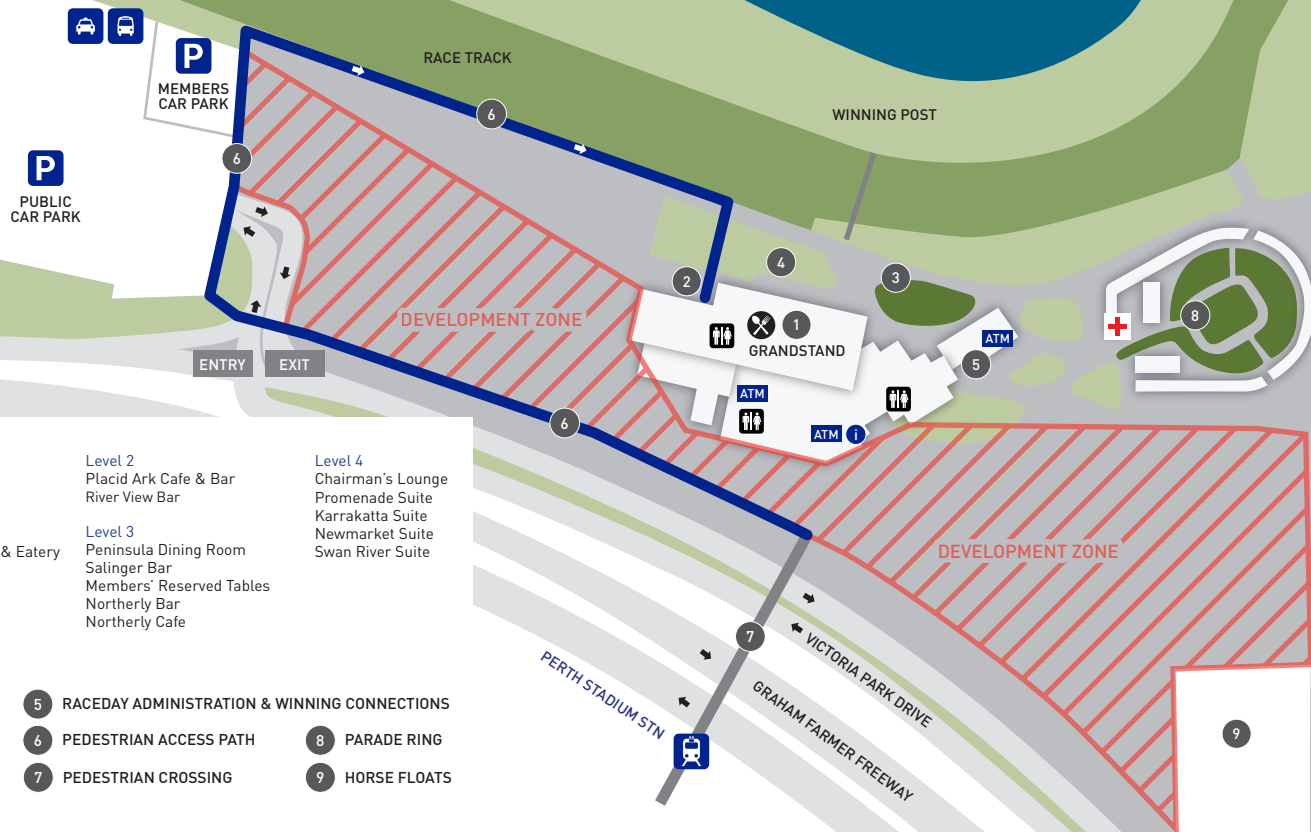 P
MEMBERS
CAR PARK
RACE TRACK
6
WINNING POST
6
P
PUBLIC
CAR PARK
4
2
3
8
DEVELOPMENT ZONE
1
GRANDSTAND
ATM
5
ENTRY
EXIT
ATM
6
ATM
i
Level 2
Placid Ark Cafe & Bar
River View Bar
Level 3
& Eatery
Peninsula Dining Room
Salinger Bar
Members' Reserved Tables
Northerly Bar
Northerly Cafe
Level 4
Chairman's Lounge
Promenade Suite
Karrakatta Suite
Newmarket Suite
Swan River Suite
DEVELOPMENT ZONE
7
VICTORIA PARK DRIVE
GRAHAM FARMER FREEWAY
PERTH STADIUM STN
9
5 RACEDAY ADMINISTRATION & WINNING CONNECTIONS
6 PEDESTRIAN ACCESS PATH
8 PARADE RING
7 PEDESTRIAN CROSSING
9 HORSE FLOATS